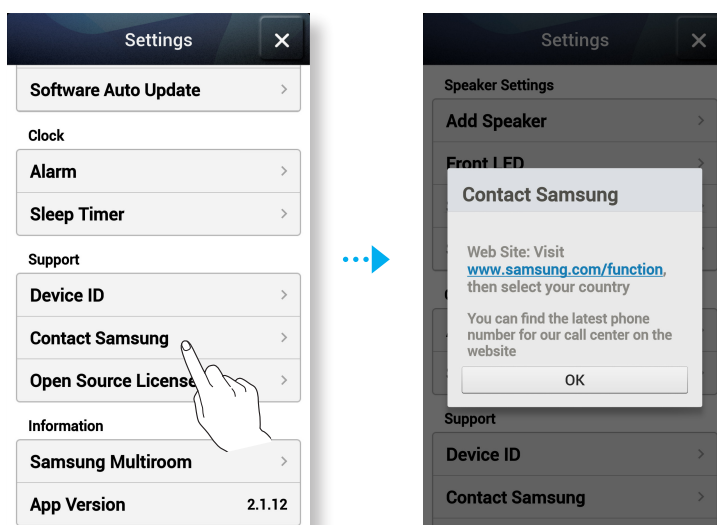 Settings
Software Auto Update
Clock
Alarm
Sleep Timer
Support
Device ID
Contact Samsung
Open Source License
Information
Samsung Multiroom
App Version 2.1.12
Settings
Speaker Settings
Add Speaker
Front LED
Contact Samsung
Web Site: Visit
www.samsung.com/function,
then select your country
You can find the latest phone
number for our call center on the
website
OK
Support
Device ID
Contact Samsung